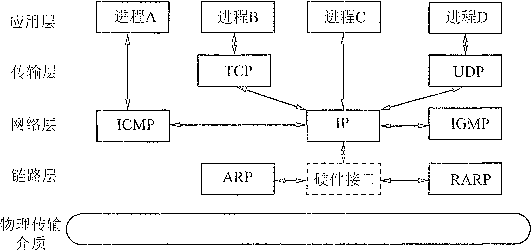 应用层 进程A 进程B 进程C 进程D
传输层 TCP UDP
网络层 ICMP IP IGMP
链路层 ARP 硬件接口 RARP
物理传输
介质